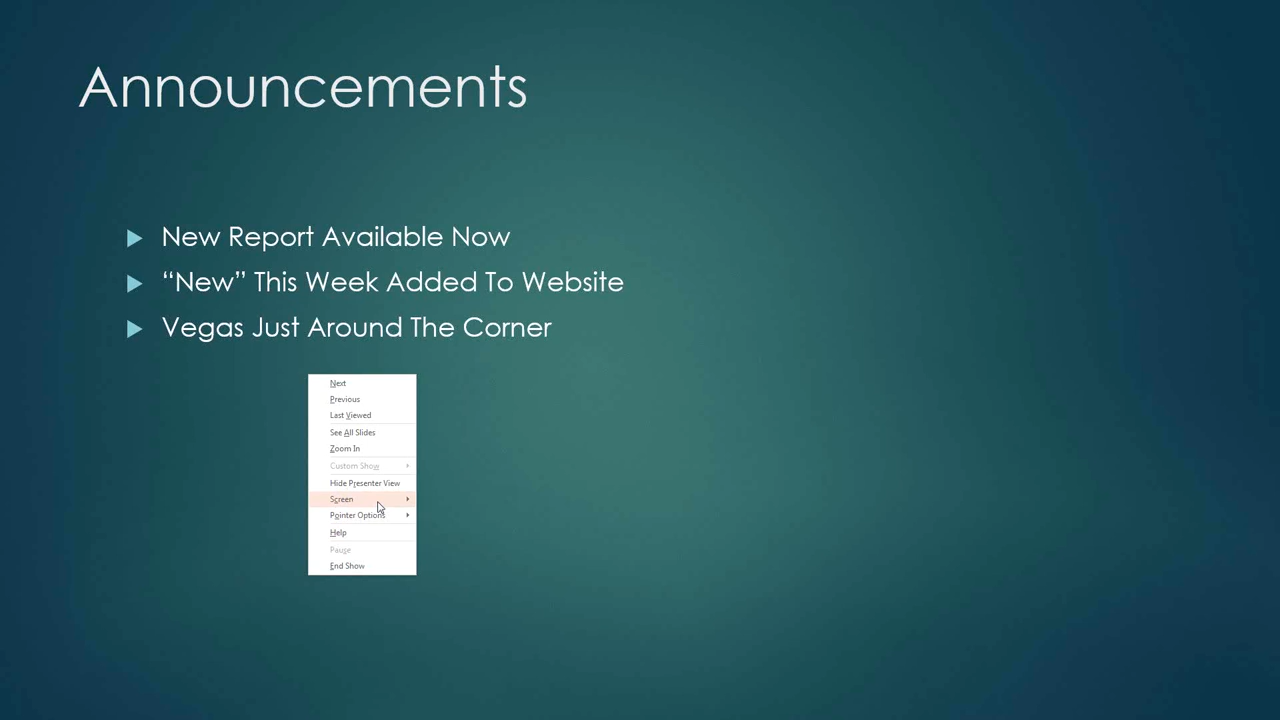 Announcements
New Report Available Now
“New” This Week Added To Website
Vegas Just Around The Corner
Next
Previous
Last Viewed
See All Slides
Zoom In
Custom Show
Hide Presenter View
Screen
Pointer Options
Help
Pause
End Show